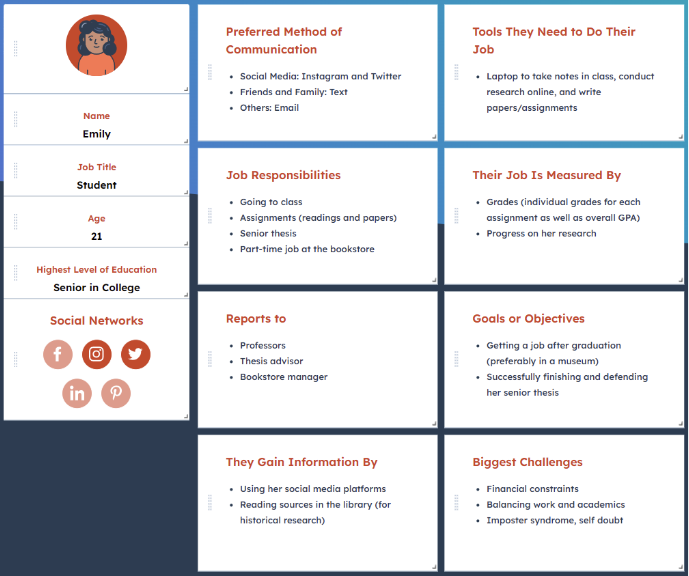 Name
Emily
Job Title
Student
Age
21
Highest Level of Education
Senior in College
Social Networks
f
in
Preferred Method of
Communication
• Social Media: Instagram and Twitter
• Friends and Family: Text
• Others: Email
Tools They Need to Do Their
Job
• Laptop to take notes in class, conduct
research online, and write
papers/assignments
Job Responsibilities
• Going to class
• Assignments (readings and papers)
• Senior thesis
• Part-time job at the bookstore
Their Job Is Measured By
• Grades (individual grades for each
assignment as well as overall GPA)
• Progress on her research
Reports to
• Professors
• Thesis advisor
• Bookstore manager
Goals or Objectives
• Getting a job after graduation
(preferably in a museum)
• Successfully finishing and defending
her senior thesis
They Gain Information By
• Using her social media platforms
• Reading sources in the library (for
historical research)
Biggest Challenges
• Financial constraints
• Balancing work and academics
• Imposter syndrome, self doubt